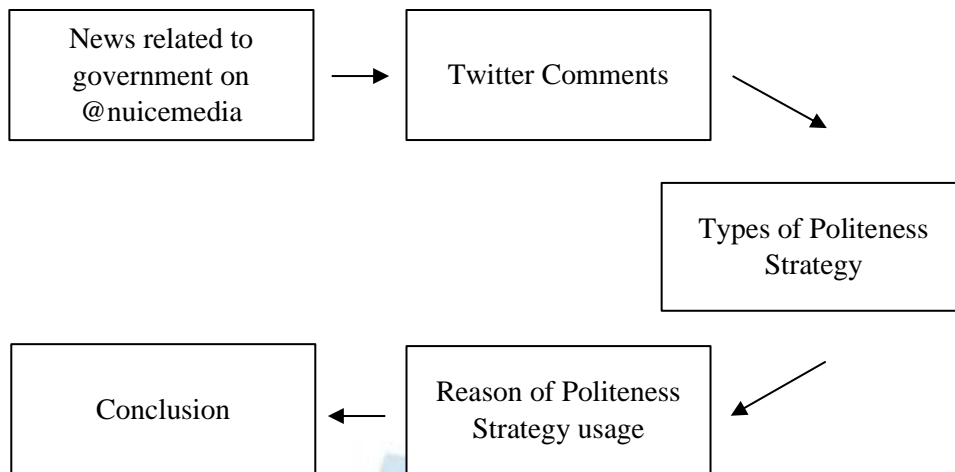 News related to
government on
@nuicemedia
Twitter Comments
Types of Politeness
Strategy
Reason of Politeness
Strategy usage
Conclusion